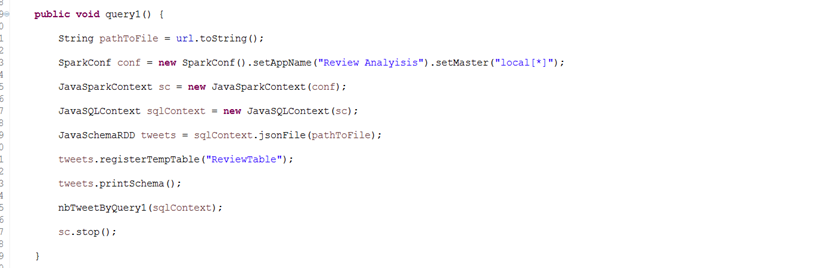 public void query1() {
String pathToFile = url.toString();
SparkConf conf = new SparkConf().setAppName("Review Analyisis").setMaster("local[*]");
JavaSparkContext sc = new JavaSparkContext(conf);
JavaSQLContext sqlContext = new JavaSQLContext(sc);
JavaSchemaRDD tweets = sqlContext.jsonFile(pathToFile);
tweets.registerTempTable("ReviewTable");
tweets.printSchema();
nbTweetByQuery1(sqlContext);
sc.stop();
}